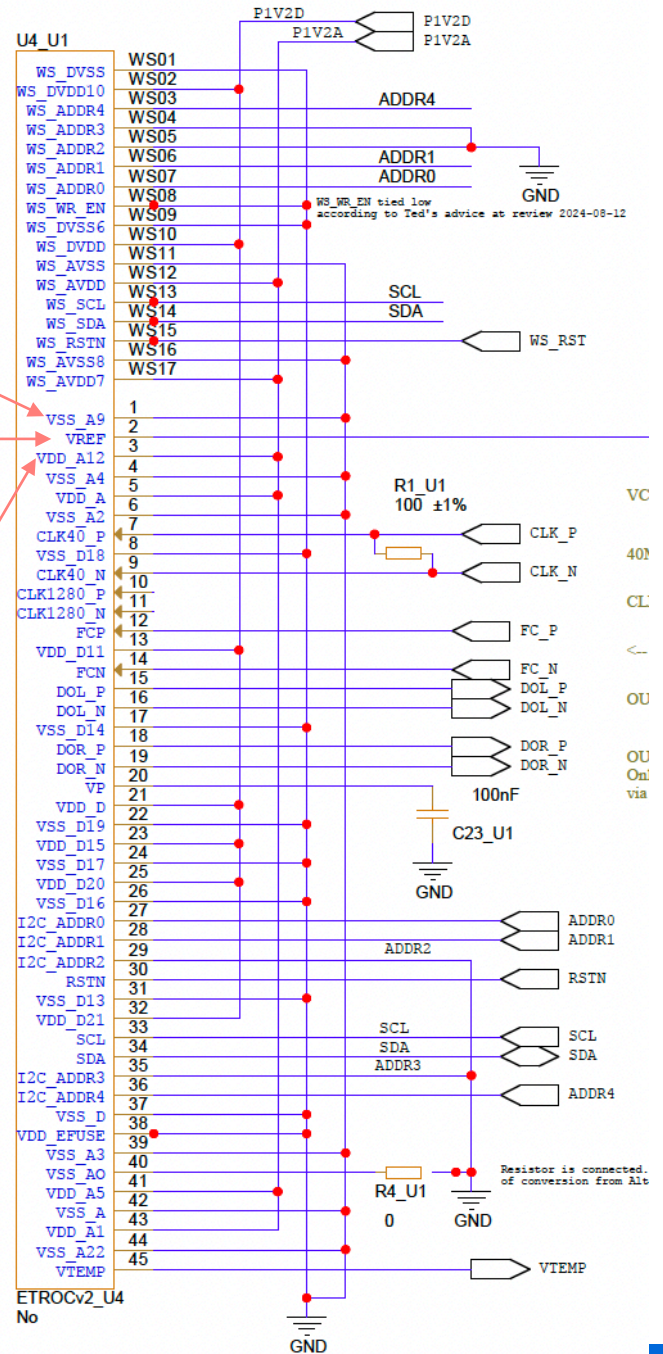 P1V2D
P1V2D
P1V2A
P1V2A
U4_U1
WS01
WS_DVSS
WS02
WS_DVDD10
WS03
WS_ADDR4
ADDR4
WS04
WS_ADDR3
WS05
WS_ADDR2
WS06
WS_ADDR1
ADDR1
WS07
WS_ADDR0
ADDR0
GND
WS08
WS_WR_EN
WS_WR_EN tied low
according to Ted's advice at review 2024-08-12
WS09
WS_DVSS6
WS10
WS_DVDD
WS11
WS_AVSS
WS12
WS_AVDD
WS13
WS_SCL
SCL
WS14
WS_SDA
SDA
WS15
WS_RSTN
WS_RST
WS16
WS_AVSS8
WS17
WS_AVDD7
1
VSS_A9
2
VREF
3
VDD_A12
4
VSS_A4
5
VDD_A
R1_U1
100 ±1%
VC
6
VSS_A2
7
CLK40_P
CLK_P
8
VSS_D18
40M
9
CLK40_N
CLK_N
10
CLK1280_P
CL
11
CLK1280_N
12
FCP
FC_P
13
VDD_D11
<--
14
FCN
FC_N
15
DOL_P
DOL_P
16
DOL_N
DOL_N
OU
17
VSS_D14
18
DOR_P
DOR_P
19
DOR_N
DOR_N
OU
Onl
via
20
VP
100nF
21
VDD_D
22
VSS_D19
C23_U1
23
VDD_D15
24
VSS_D17
25
VDD_D20
GND
26
VSS_D16
27
I2C_ADDR0
ADDR0
28
I2C_ADDR1
ADDR1
29
I2C_ADDR2
ADDR2
30
RSTN
RSTN
31
VSS_D13
32
VDD_D21
33
SCL
SCL
SCL
34
SDA
SDA
SDA
35
I2C_ADDR3
ADDR3
36
I2C_ADDR4
ADDR4
37
VSS_D
38
VDD_EFUSE
39
VSS_A3
40
VSS_AO
Resistor is connected.
of conversion from Alt
41
VDD_A5
R4_U1
0
GND
42
VSS_A
43
VDD_A1
44
VSS_A22
45
VTEMP
VTEMP
ETROCv2_U4
No
GND